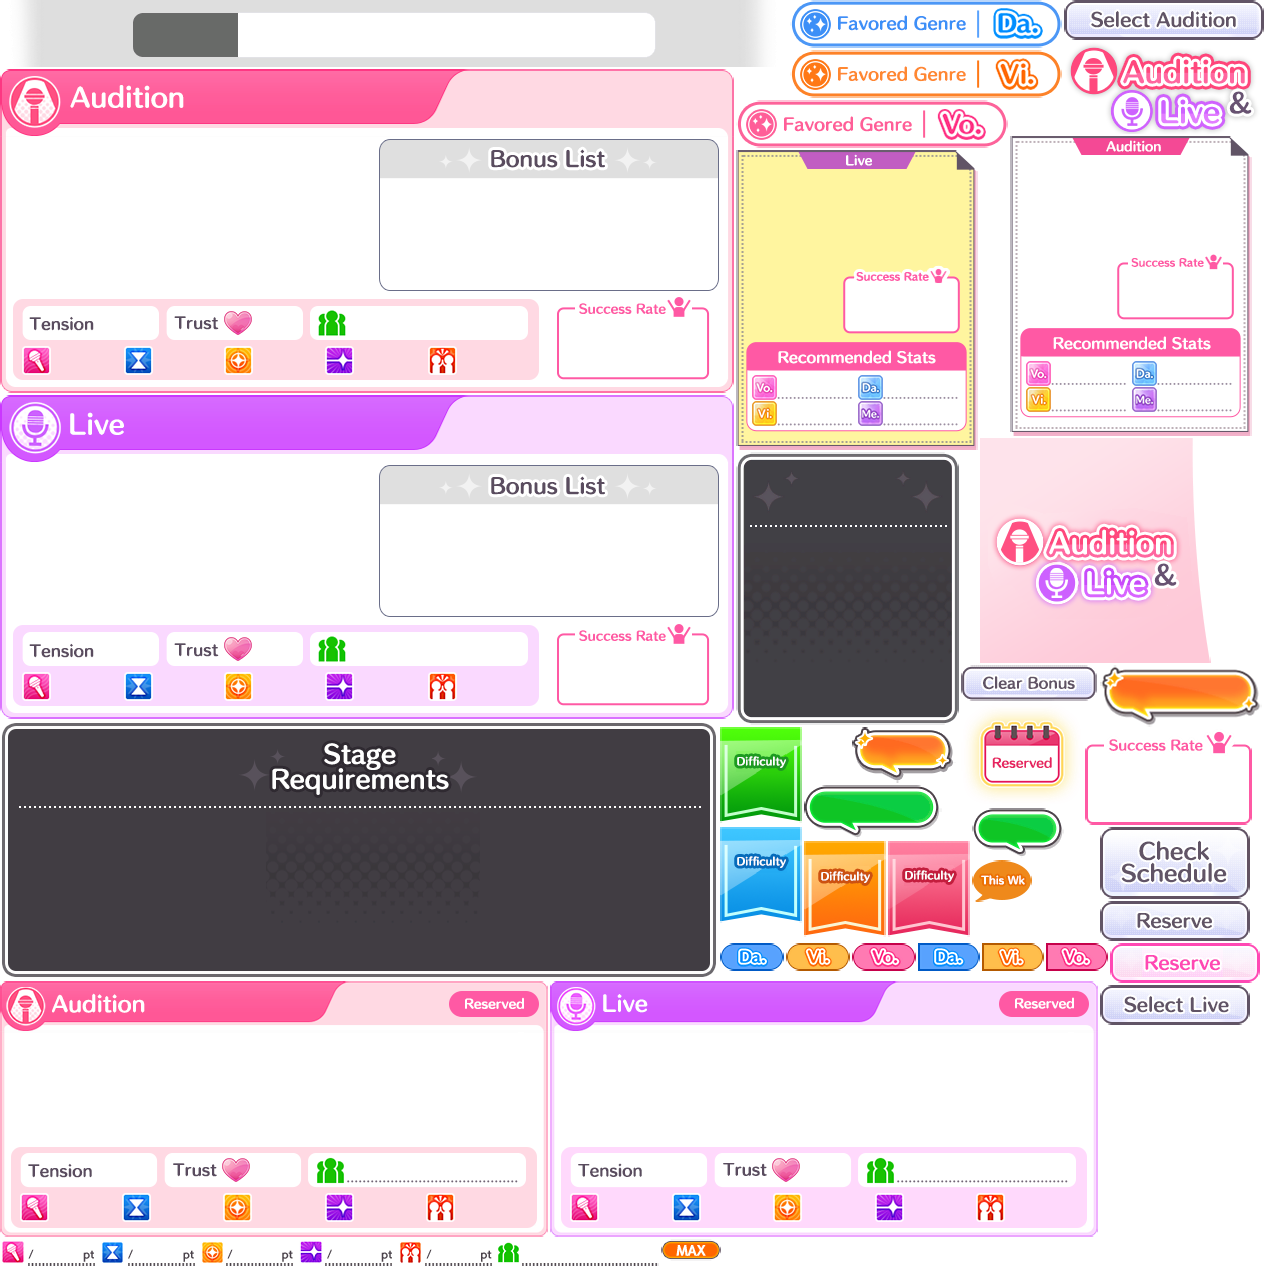 Favored Genre Da.
Select Audition
Favored Genre Vi.
Audition
& Live
Favored Genre Vo.
Audition
Bonus List
Tension
Trust
Success Rate
Live
Success Rate
Recommended Stats
Vo.
Da.
Vi.
Me.
Audition
Success Rate
Recommended Stats
Vo.
Da.
Vi.
Me.
Live
Bonus List
Tension
Trust
Success Rate
Audition
& Live
Clear Bonus
Stage
Requirements
Difficulty
Reserved
Success Rate
Difficulty
Difficulty
Difficulty
This Wk
Check
Schedule
Reserve
Da.
Vi.
Vo.
Da.
Vi.
Vo.
Reserve
Select Live
Audition
Reserved
Tension
Trust
Live
Reserved
Tension
Trust
/ pt
/ pt
/ pt
/ pt
/ pt
MAX